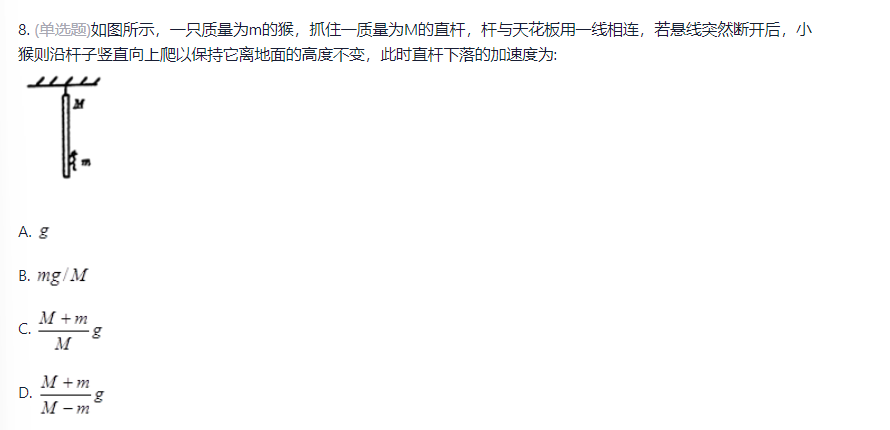 8. (单选题)如图所示，一只质量为m的猴，抓住一质量为M的直杆，杆与天花板用一线相连，若悬线突然断开后，小
猴则沿杆子竖直向上爬以保持它离地面的高度不变，此时直杆下落的加速度为:
M
m
A. g
B. mg/M
C. \frac{M+m}{M}g
D. \frac{M+m}{M-m}g